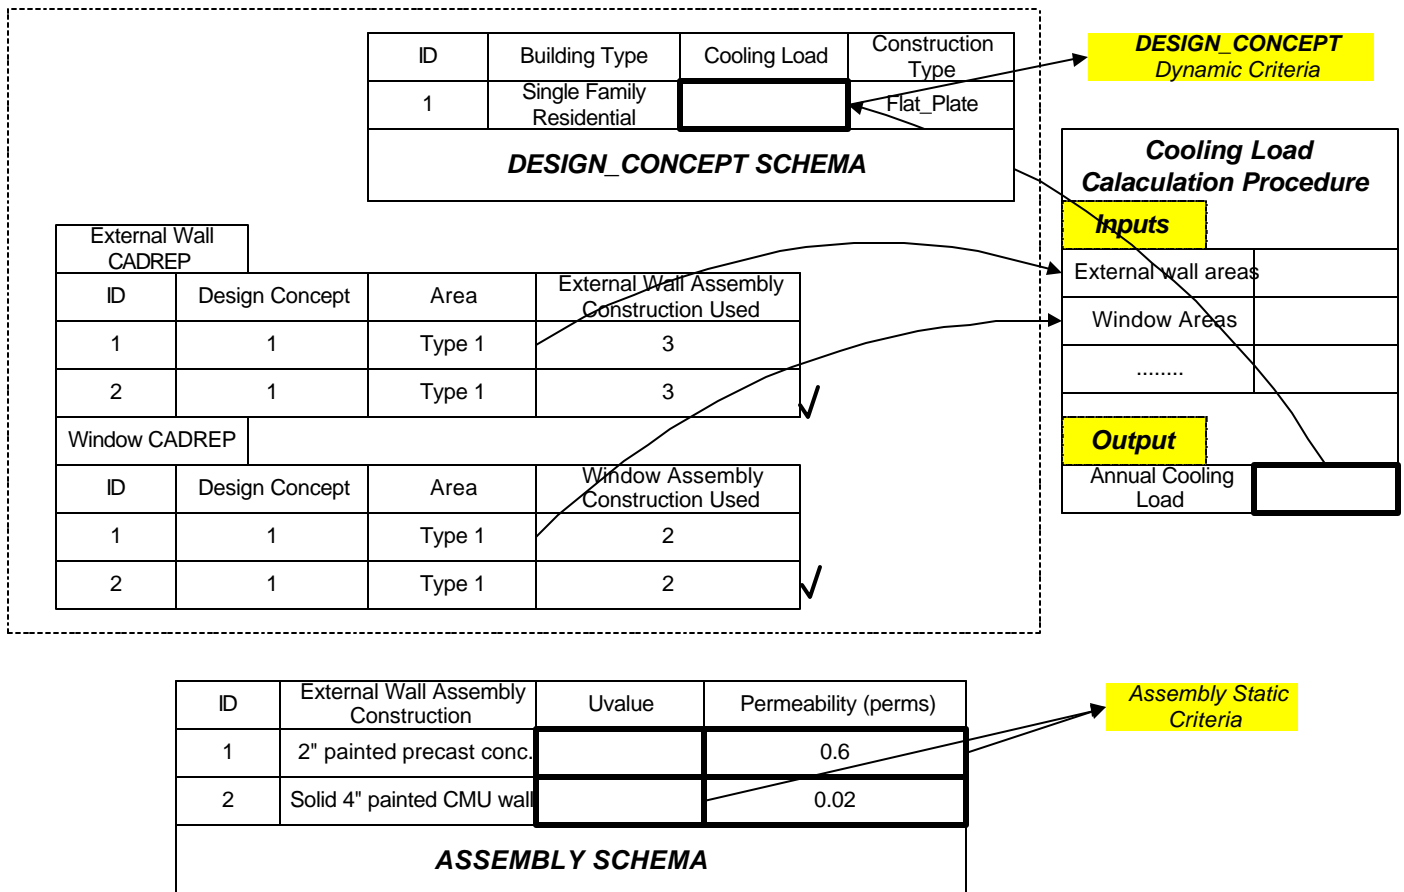 ID Building Type Cooling Load Construction
Type
1 Single Family
Residential Flat_Plate
DESIGN_CONCEPT SCHEMA
DESIGN_CONCEPT
Dynamic Criteria
Cooling Load
Calaculation Procedure
Inputs
External wall areas
Window Areas
........
Output
Annual Cooling
Load
External Wall
CADREP
ID Design Concept Area External Wall Assembly
Construction Used
1 1 Type 1 3
2 1 Type 1 3
Window CADREP
ID Design Concept Area Window Assembly
Construction Used
1 1 Type 1 2
2 1 Type 1 2
ID External Wall Assembly
Construction Uvalue Permeability (perms)
1 2" painted precast conc. 0.6
2 Solid 4" painted CMU wall 0.02
ASSEMBLY SCHEMA
Assembly Static
Criteria